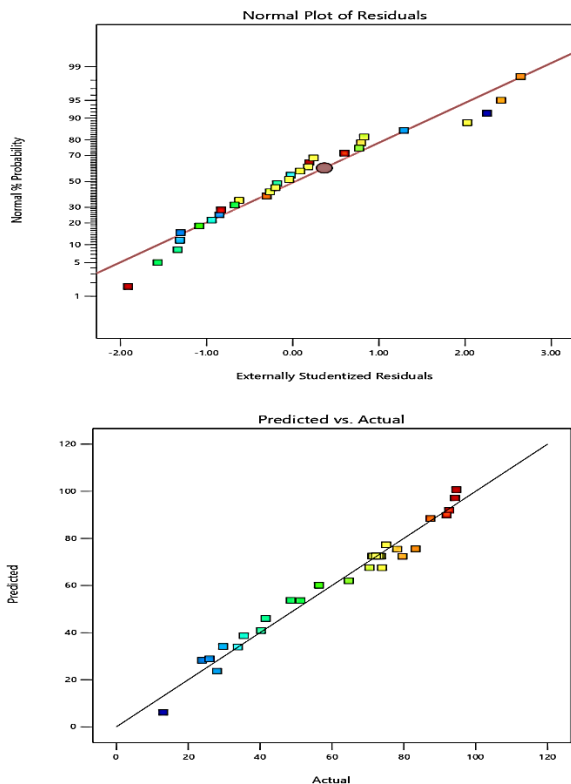 Normal Plot of Residuals
Normal % Probability
99
95
90
80
70
50
30
20
10
5
1
-2.00 -1.00 0.00 1.00 2.00 3.00
Externally Studentized Residuals
Predicted vs. Actual
Predicted
120
100
80
60
40
20
0
0 20 40 60 80 100 120
Actual